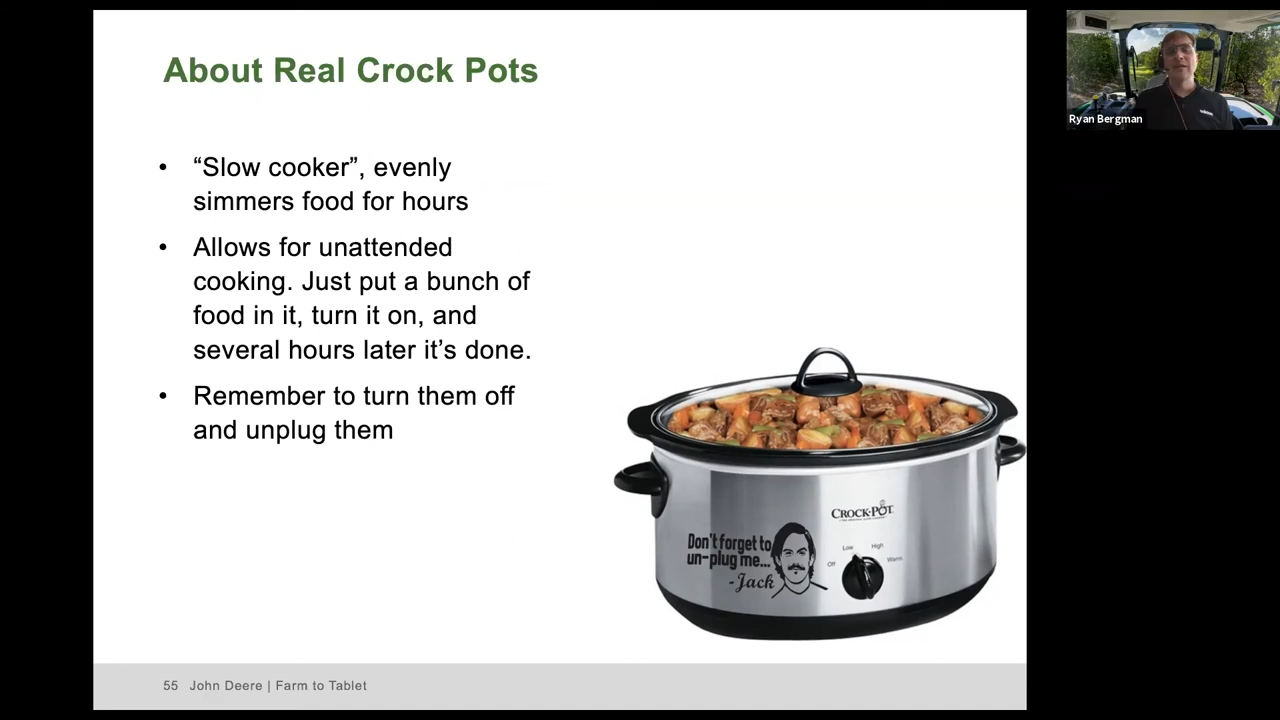 About Real Crock Pots
• “Slow cooker”, evenly
simmers food for hours
• Allows for unattended
cooking. Just put a bunch of
food in it, turn it on, and
several hours later it’s done.
• Remember to turn them off
and unplug them
CROCK-POT
Don't forget to
un-plug me...
-Jack
Off
Low
High
Warm
55 John Deere | Farm to Tablet
Ryan Bergman